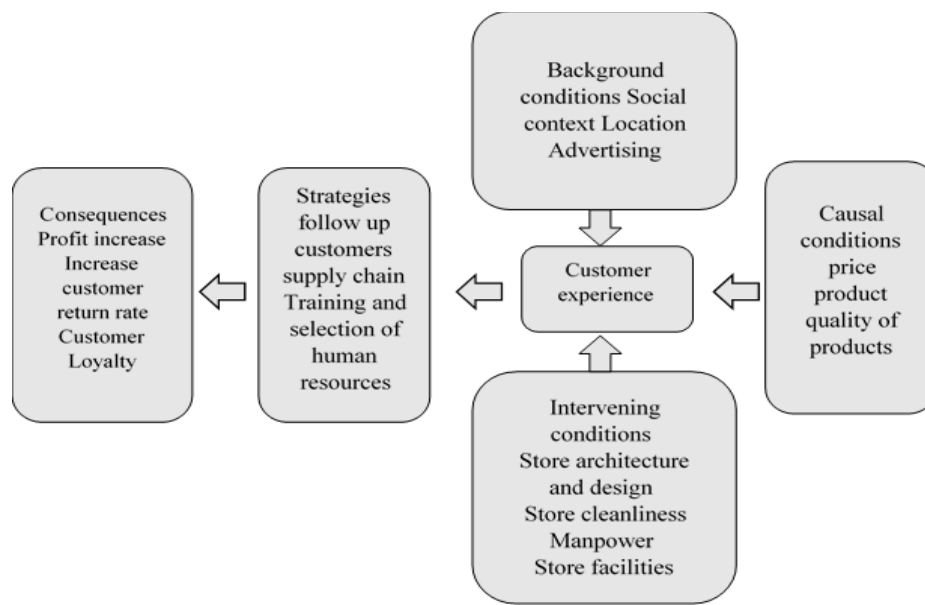 Background
conditions Social
context Location
Advertising
Consequences
Profit increase
Increase
customer
return rate
Customer
Loyalty
Strategies
follow up
customers
supply chain
Training and
selection of
human
resources
Customer
experience
Causal
conditions
price
product
quality of
products
Intervening
conditions
Store architecture
and design
Store cleanliness
Manpower
Store facilities